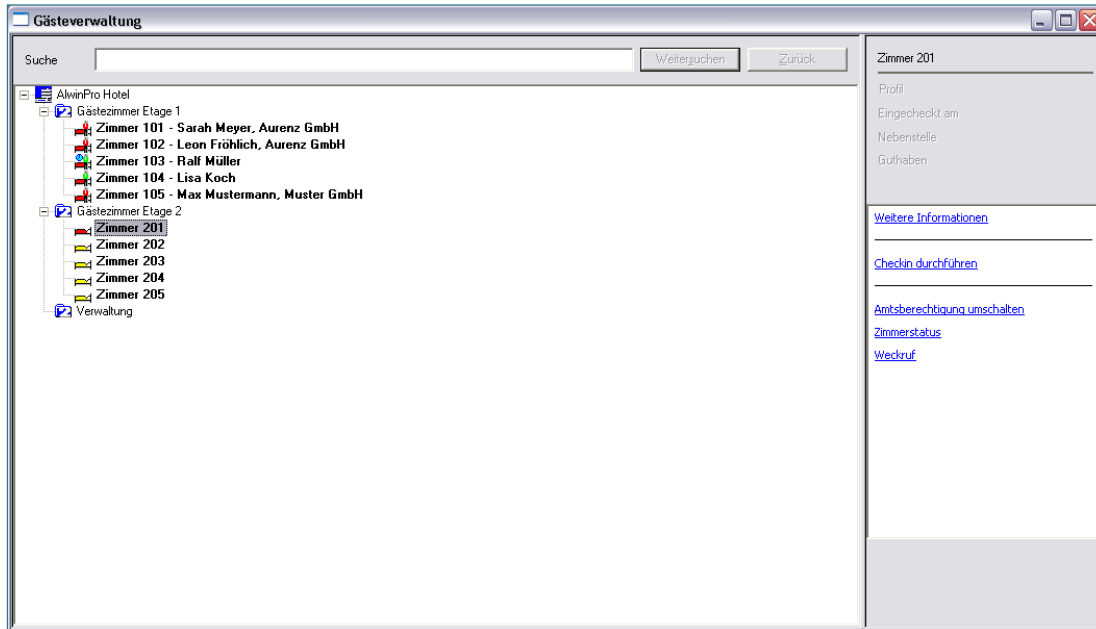 Gästeverwaltung
Suche
Weitersuchen
Zurück
AlwinPro Hotel
Gästezimmer Etage 1
Zimmer 101 - Sarah Meyer, Aurenz GmbH
Zimmer 102 - Leon Fröhlich, Aurenz GmbH
Zimmer 103 - Ralf Müller
Zimmer 104 - Lisa Koch
Zimmer 105 - Max Mustermann, Muster GmbH
Gästezimmer Etage 2
Zimmer 201
Zimmer 202
Zimmer 203
Zimmer 204
Zimmer 205
Verwaltung
Zimmer 201
Profil
Eingecheckt am
Nebenstelle
Guthaben
Weitere Informationen
Checkin durchführen
Amtsberechtigung umschalten
Zimmerstatus
Weckruf